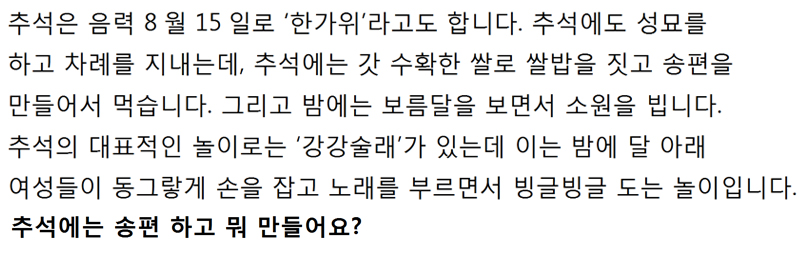 추석은 음력 8월 15일로 ‘한가위’라고도 합니다. 추석에도 성묘를
하고 차례를 지내는데, 추석에는 갓 수확한 쌀로 쌀밥을 짓고 송편을
만들어서 먹습니다. 그리고 밤에는 보름달을 보면서 소원을 빕니다.
추석의 대표적인 놀이로는 ‘강강술래’가 있는데 이는 밤에 달 아래
여성들이 동그랗게 손을 잡고 노래를 부르면서 빙글빙글 도는 놀이입니다.
추석에는 송편 하고 뭐 만들어요?